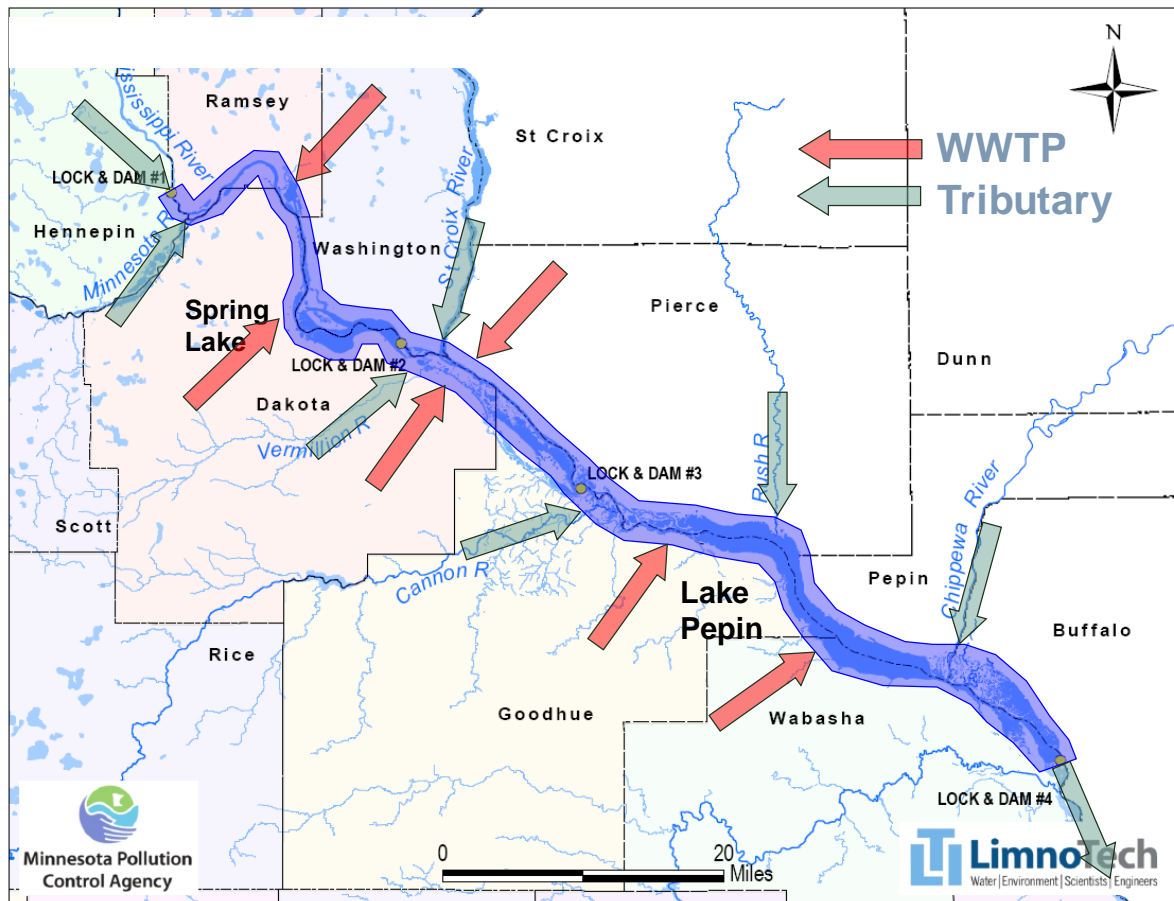 N
Ramsey
St Croix
WWTP
Tributary
ississippi River
LOCK & DAM #1
Hennepin
Minnesota R
Washington
St Croix River
Spring
Lake
Pierce
Dunn
LOCK & DAM #2
Dakota
Vermillion R
Rush R
LOCK & DAM #3
Scott
Chippewa River
Cannon R
Pepin
Lake
Pepin
Buffalo
Rice
Goodhue
Wabasha
LOCK & DAM #4
Minnesota Pollution
Control Agency
0 20
Miles
LimnoTech
Water | Environment | Scientists | Engineers